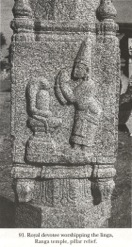 81. Royal devotee worshipping the linga,
Ranga temple, pillar relief.